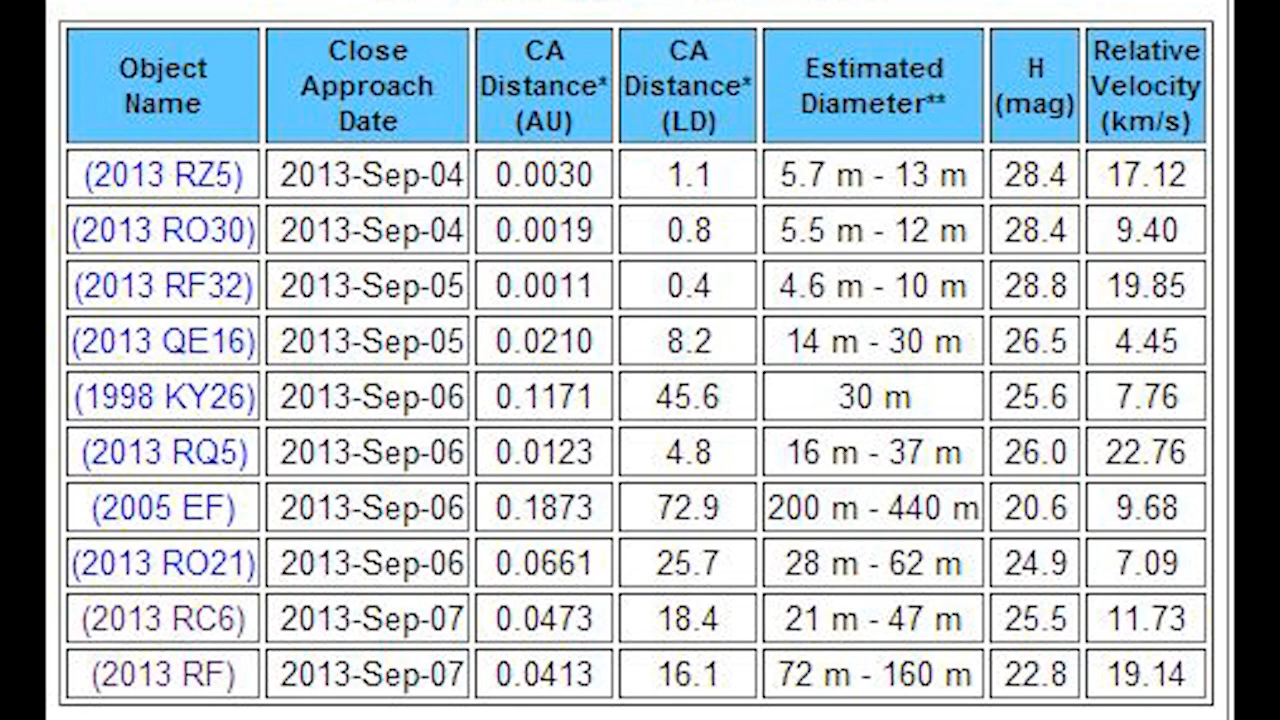 Object Name
Close Approach Date
CA Distance* (AU)
CA Distance* (LD)
Estimated Diameter**
H (mag)
Relative Velocity (km/s)
(2013 RZ5) 2013-Sep-04 0.0030 1.1 5.7 m - 13 m 28.4 17.12
(2013 RO30) 2013-Sep-04 0.0019 0.8 5.5 m - 12 m 28.4 9.40
(2013 RF32) 2013-Sep-05 0.0011 0.4 4.6 m - 10 m 28.8 19.85
(2013 QE16) 2013-Sep-05 0.0210 8.2 14 m - 30 m 26.5 4.45
(1998 KY26) 2013-Sep-06 0.1171 45.6 30 m 25.6 7.76
(2013 RQ5) 2013-Sep-06 0.0123 4.8 16 m - 37 m 26.0 22.76
(2005 EF) 2013-Sep-06 0.1873 72.9 200 m - 440 m 20.6 9.68
(2013 RO21) 2013-Sep-06 0.0661 25.7 28 m - 62 m 24.9 7.09
(2013 RC6) 2013-Sep-07 0.0473 18.4 21 m - 47 m 25.5 11.73
(2013 RF) 2013-Sep-07 0.0413 16.1 72 m - 160 m 22.8 19.14